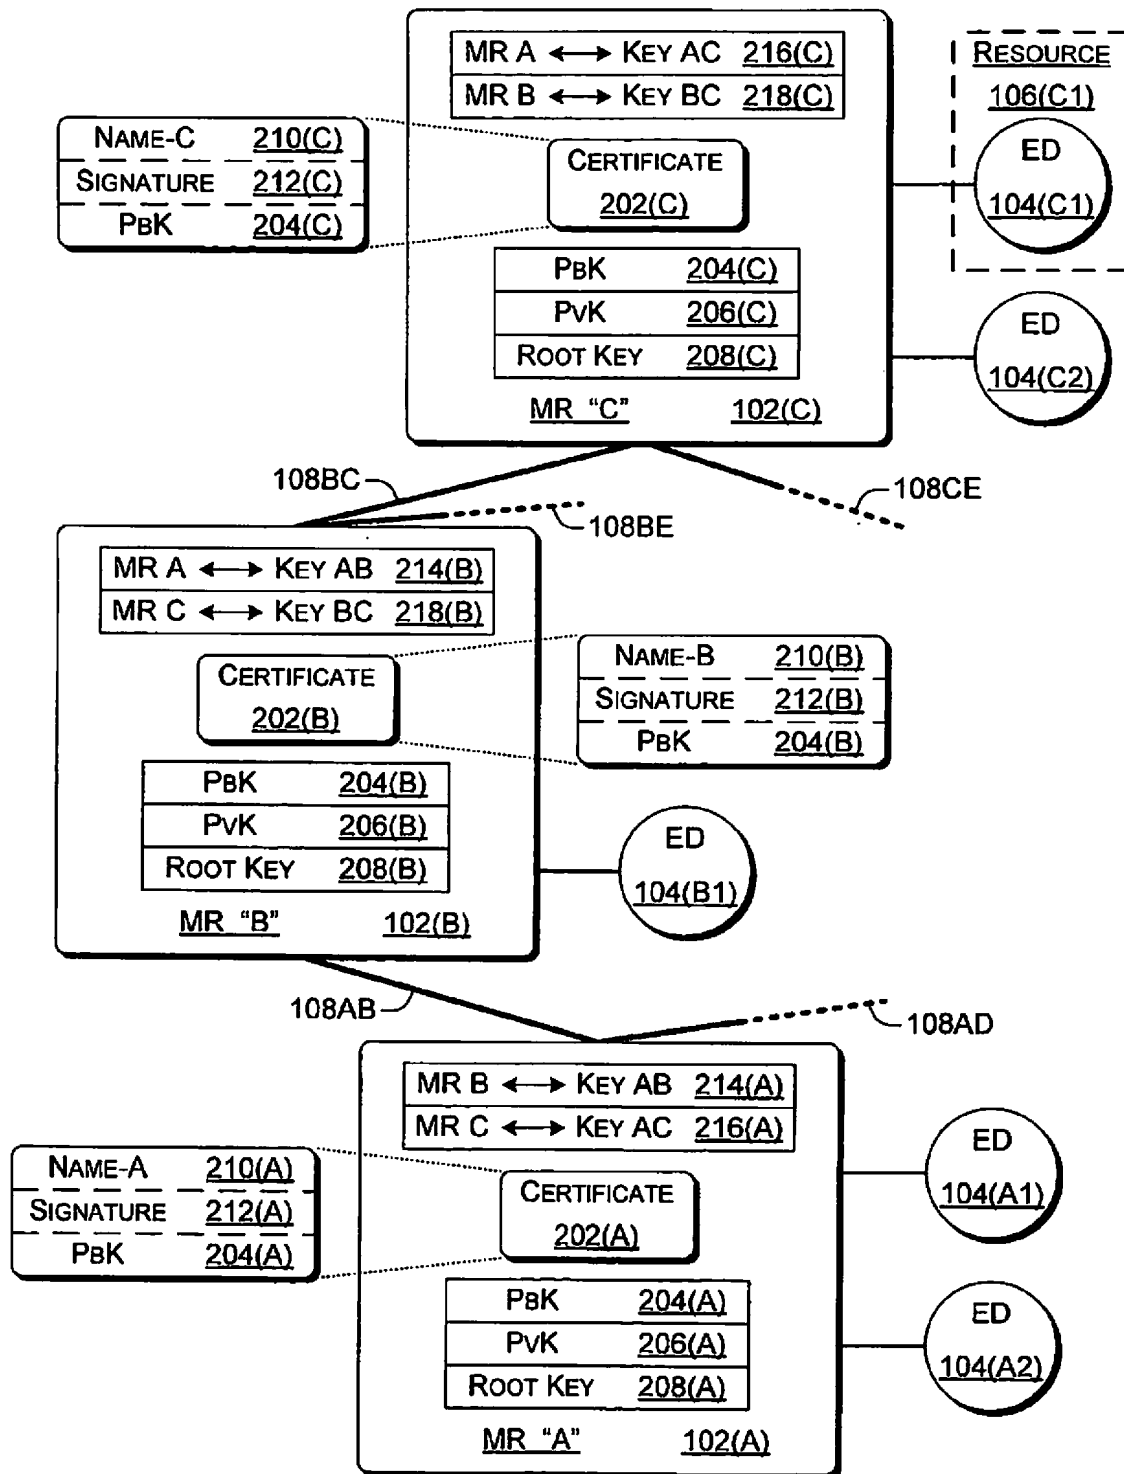 MR A ⟷ KEY AC 216(C)
MR B ⟷ KEY BC 218(C)
RESOURCE
106(C1)
ED
104(C1)
NAME-C 210(C)
SIGNATURE 212(C)
PBK 204(C)
CERTIFICATE
202(C)
PBK 204(C)
PVK 206(C)
ROOT KEY 208(C)
MR "C" 102(C)
ED
104(C2)
108BC
108BE
108CE
MR A ⟷ KEY AB 214(B)
MR C ⟷ KEY BC 218(B)
CERTIFICATE
202(B)
NAME-B 210(B)
SIGNATURE 212(B)
PBK 204(B)
PBK 204(B)
PVK 206(B)
ROOT KEY 208(B)
MR "B" 102(B)
ED
104(B1)
108AB
108AD
MR B ⟷ KEY AB 214(A)
MR C ⟷ KEY AC 216(A)
NAME-A 210(A)
SIGNATURE 212(A)
PBK 204(A)
CERTIFICATE
202(A)
PBK 204(A)
PVK 206(A)
ROOT KEY 208(A)
MR "A" 102(A)
ED
104(A1)
ED
104(A2)